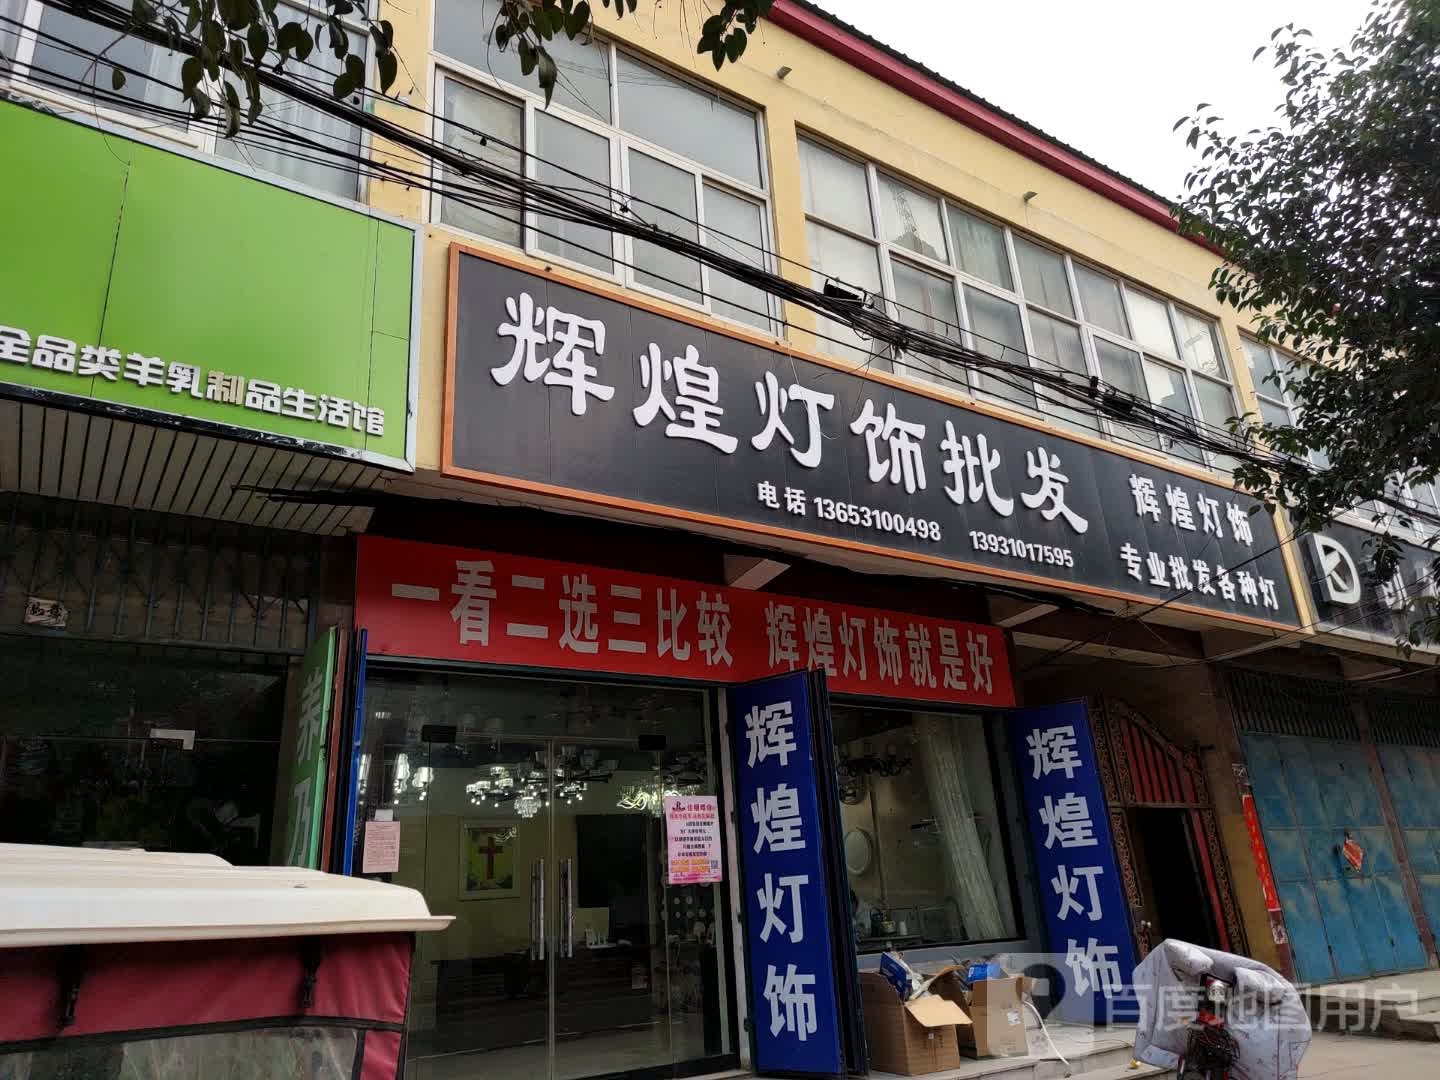 全品类羊乳制品生活馆
辉煌灯饰批发
电话 13653100498 13931017595
辉煌灯饰
专业批发各种灯
一看二选三比较 辉煌灯饰就是好
辉煌灯饰
辉煌灯饰
养乃
百度地图用户